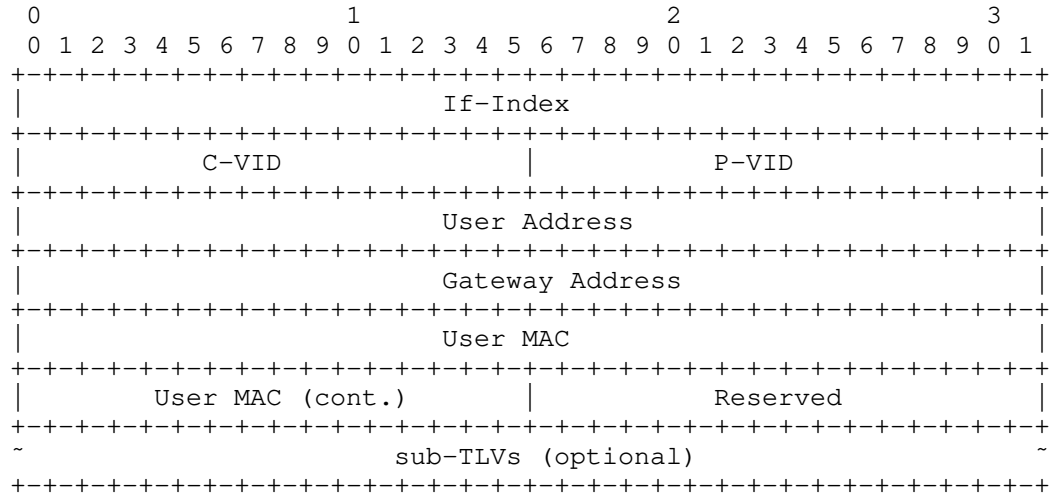 0                   1                   2                   3
 0 1 2 3 4 5 6 7 8 9 0 1 2 3 4 5 6 7 8 9 0 1 2 3 4 5 6 7 8 9 0 1
+-+-+-+-+-+-+-+-+-+-+-+-+-+-+-+-+-+-+-+-+-+-+-+-+-+-+-+-+-+-+-+-+
|                          If-Index                             |
+-+-+-+-+-+-+-+-+-+-+-+-+-+-+-+-+-+-+-+-+-+-+-+-+-+-+-+-+-+-+-+-+
|           C-VID               |           P-VID               |
+-+-+-+-+-+-+-+-+-+-+-+-+-+-+-+-+-+-+-+-+-+-+-+-+-+-+-+-+-+-+-+-+
|                          User Address                         |
+-+-+-+-+-+-+-+-+-+-+-+-+-+-+-+-+-+-+-+-+-+-+-+-+-+-+-+-+-+-+-+-+
|                          Gateway Address                      |
+-+-+-+-+-+-+-+-+-+-+-+-+-+-+-+-+-+-+-+-+-+-+-+-+-+-+-+-+-+-+-+-+
|                          User MAC                             |
+-+-+-+-+-+-+-+-+-+-+-+-+-+-+-+-+-+-+-+-+-+-+-+-+-+-+-+-+-+-+-+-+
|        User MAC (cont.)       |           Reserved            |
+-+-+-+-+-+-+-+-+-+-+-+-+-+-+-+-+-+-+-+-+-+-+-+-+-+-+-+-+-+-+-+-+
~                       sub-TLVs (optional)                     ~
+-+-+-+-+-+-+-+-+-+-+-+-+-+-+-+-+-+-+-+-+-+-+-+-+-+-+-+-+-+-+-+-+